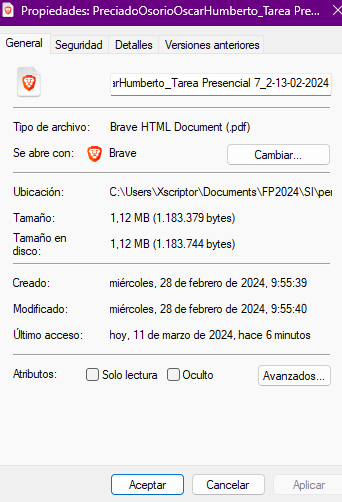 Propiedades: PreciadoOsorioOscarHumberto_Tarea Pre...
General Seguridad Detalles Versiones anteriores
arHumberto_Tarea Presencial 7_2-13-02-2024
Tipo de archivo: Brave HTML Document (.pdf)
Se abre con: Brave Cambiar...
Ubicación: C:\Users\Xscriptor\Documents\FP2024\SI\per
Tamaño: 1,12 MB (1.183.379 bytes)
Tamaño en disco: 1,12 MB (1.183.744 bytes)
Creado: miércoles, 28 de febrero de 2024, 9:55:39
Modificado: miércoles, 28 de febrero de 2024, 9:55:40
Último acceso: hoy, 11 de marzo de 2024, hace 6 minutos
Atributos: Solo lectura Oculto Avanzados...
Aceptar Cancelar Aplicar